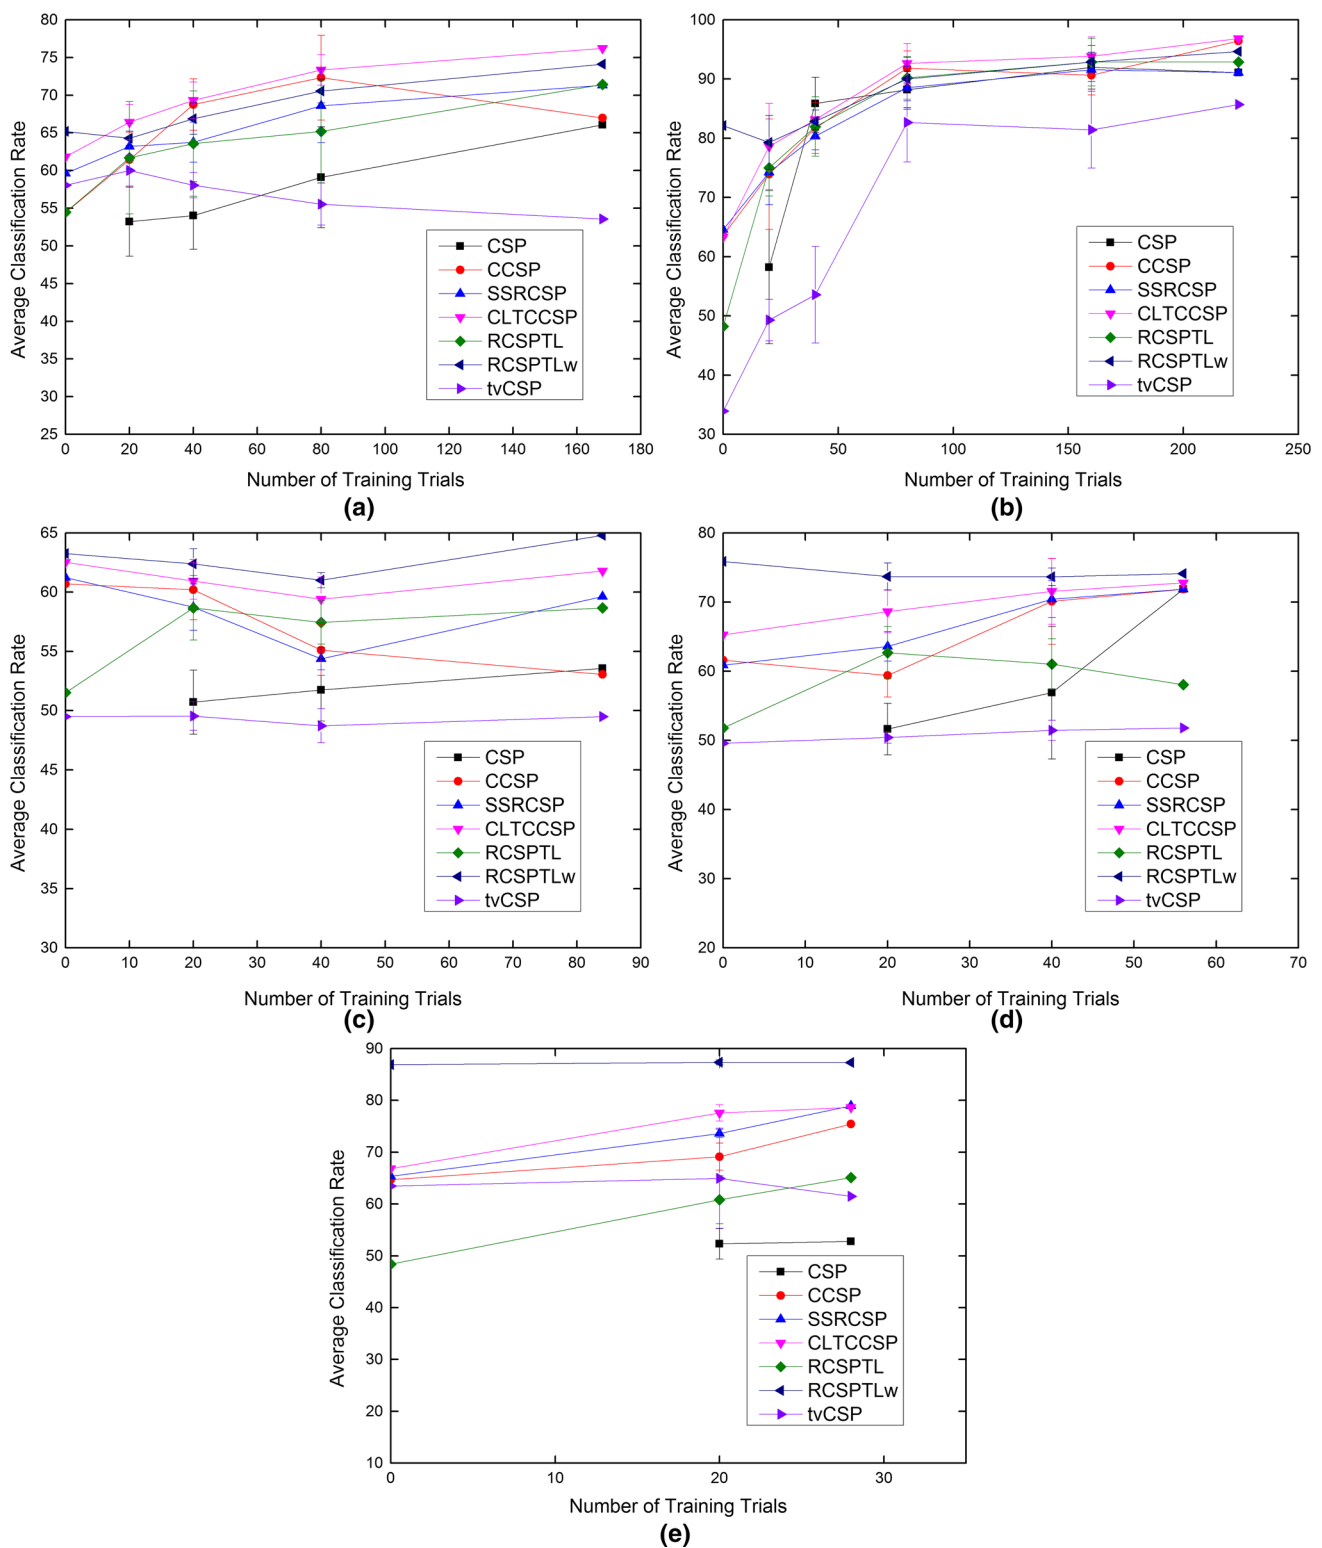 80
75
70
65
60
55
50
45
40
35
30
25
Average Classification Rate
0 20 40 60 80 100 120 140 160 180
Number of Training Trials
CSP
CCSP
SSRCSP
CLTCCSP
RCSPTL
RCSPTLw
tvCSP
(a)
100
90
80
70
60
50
40
30
Average Classification Rate
0 50 100 150 200 250
Number of Training Trials
CSP
CCSP
SSRCSP
CLTCCSP
RCSPTL
RCSPTLw
tvCSP
(b)
65
60
55
50
45
40
35
30
Average Classification Rate
0 10 20 30 40 50 60 70 80 90
Number of Training Trials
CSP
CCSP
SSRCSP
CLTCCSP
RCSPTL
RCSPTLw
tvCSP
(c)
80
70
60
50
40
30
20
Average Classification Rate
0 10 20 30 40 50 60 70
Number of Training Trials
CSP
CCSP
SSRCSP
CLTCCSP
RCSPTL
RCSPTLw
tvCSP
(d)
90
80
70
60
50
40
30
20
10
Average Classification Rate
0 10 20 30
Number of Training Trials
CSP
CCSP
SSRCSP
CLTCCSP
RCSPTL
RCSPTLw
tvCSP
(e)